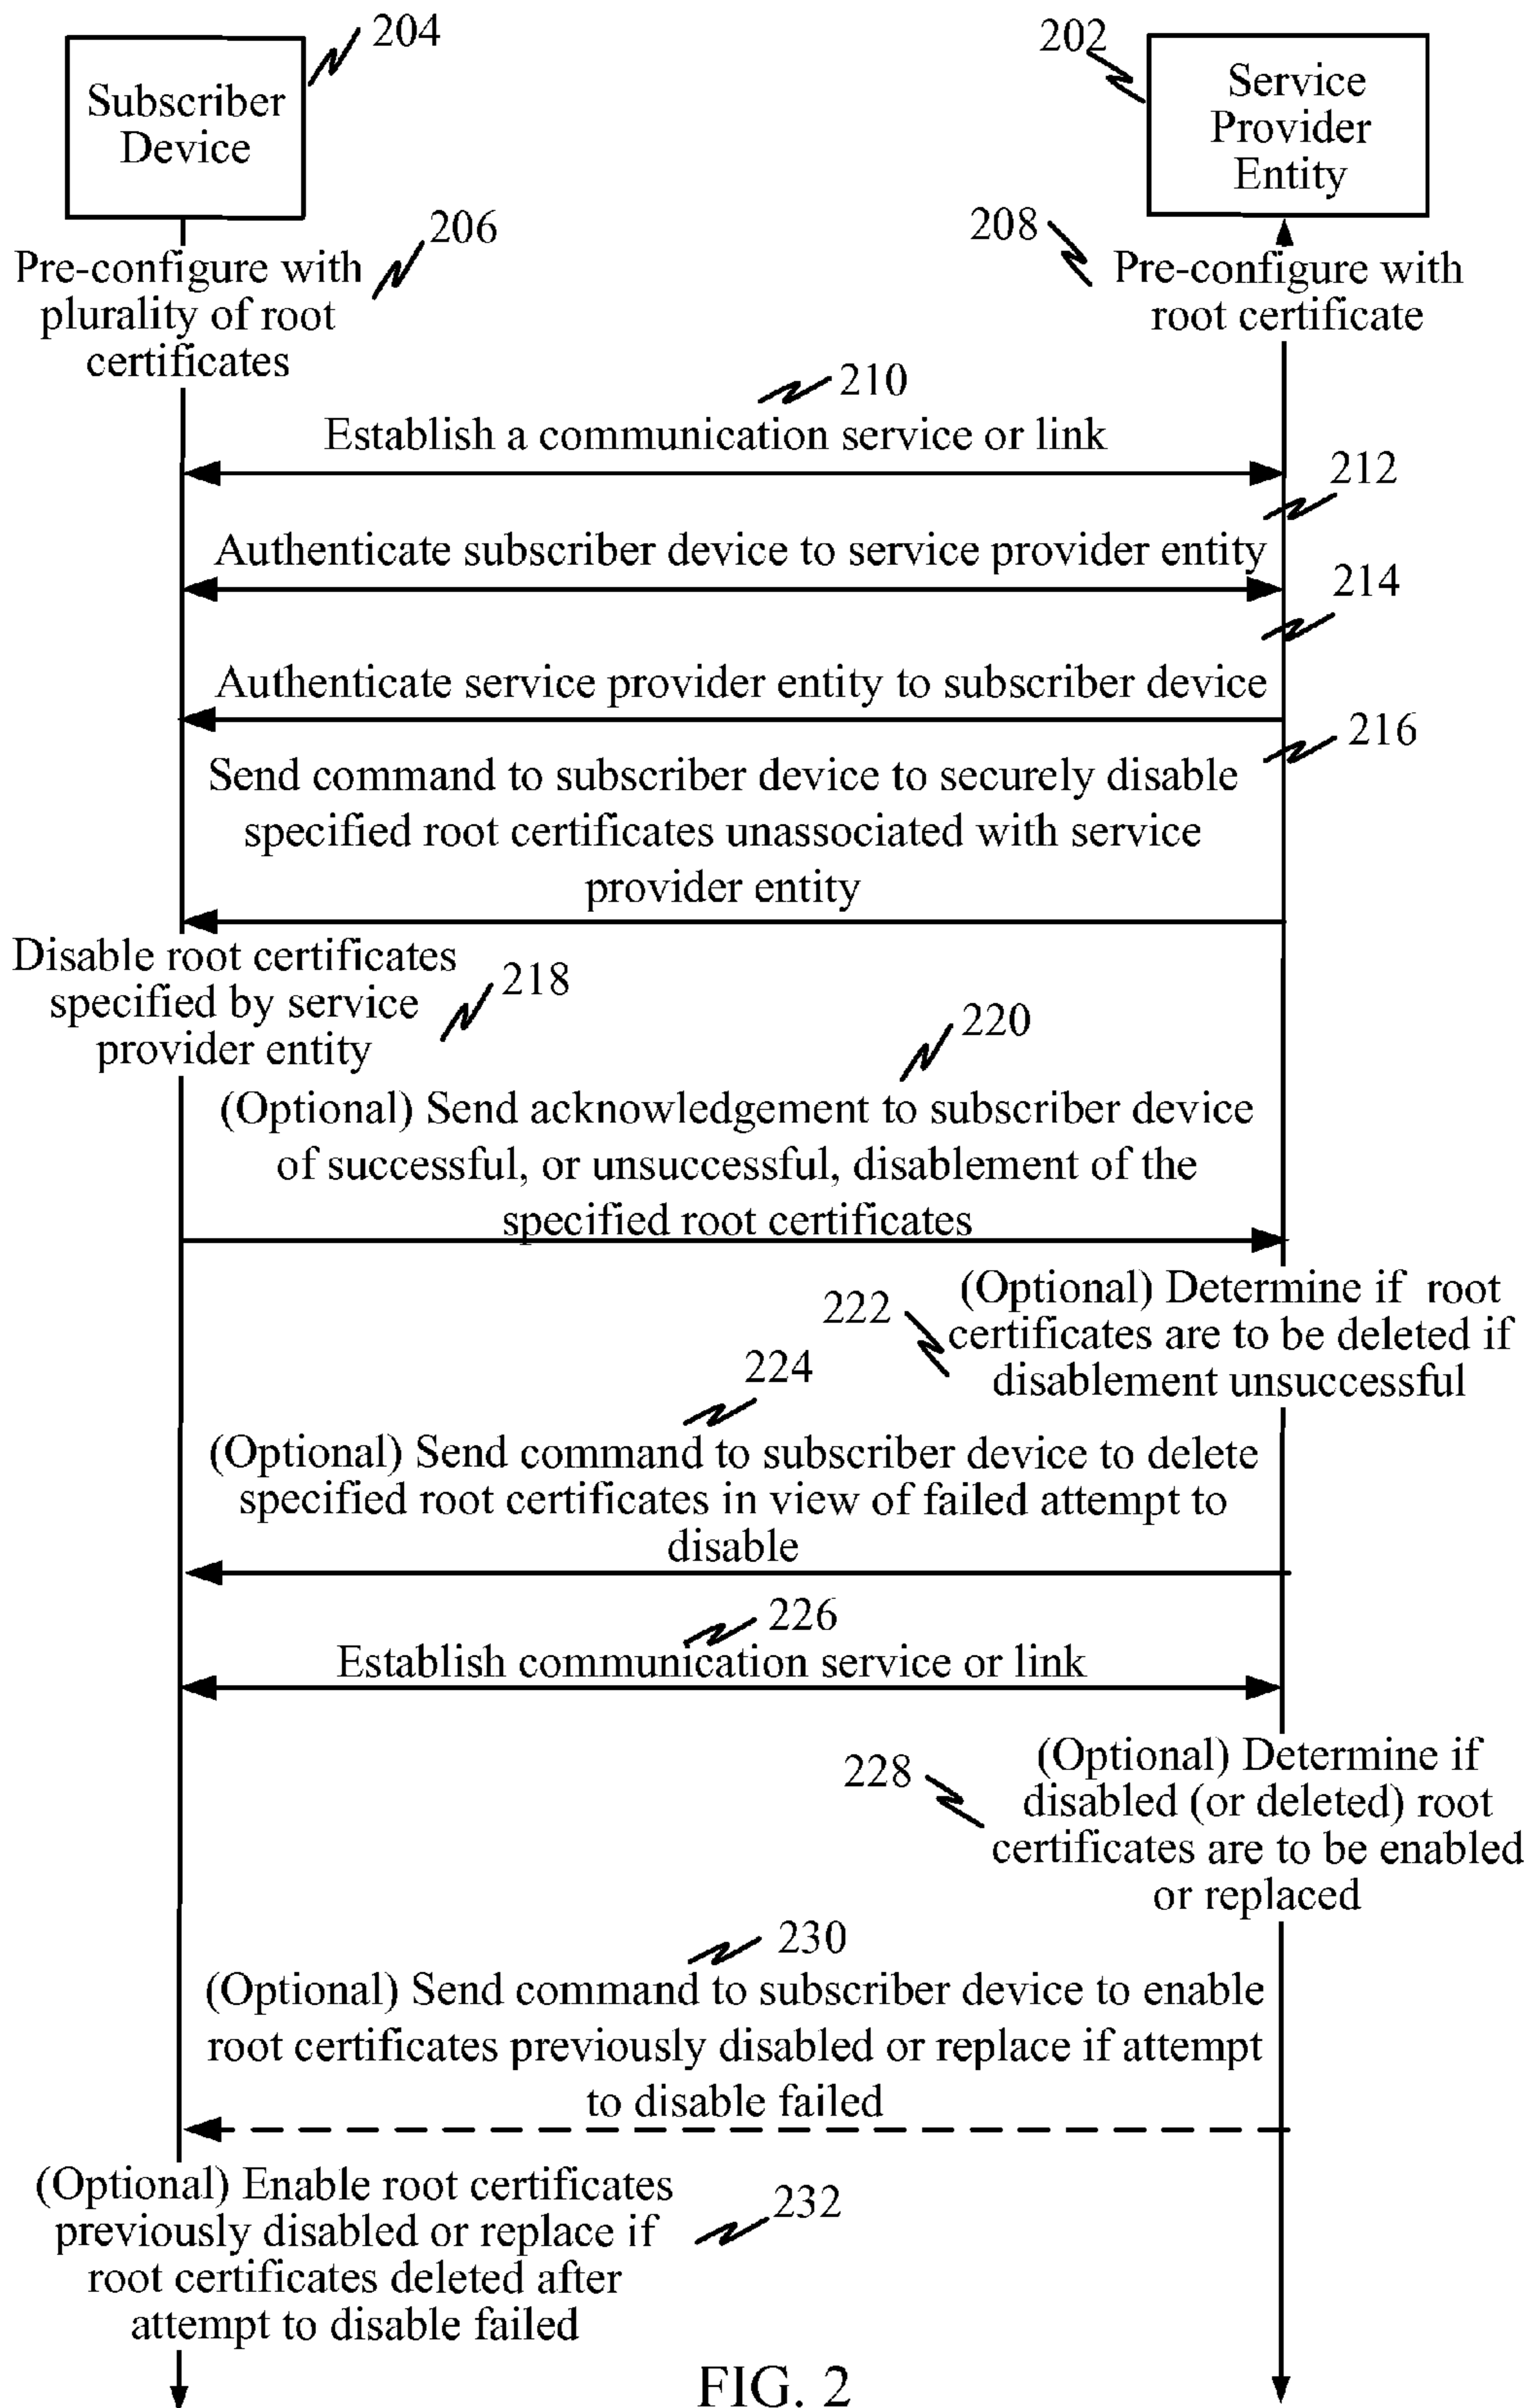 204
Subscriber
Device
202
Service
Provider
Entity
206
Pre-configure with
plurality of root
certificates
208
Pre-configure with
root certificate
210
Establish a communication service or link
212
Authenticate subscriber device to service provider entity
214
Authenticate service provider entity to subscriber device
216
Send command to subscriber device to securely disable
specified root certificates unassociated with service
provider entity
Disable root certificates
specified by service
provider entity
218
220
(Optional) Send acknowledgement to subscriber device
of successful, or unsuccessful, disablement of the
specified root certificates
222
(Optional) Determine if root
certificates are to be deleted if
disablement unsuccessful
224
(Optional) Send command to subscriber device to delete
specified root certificates in view of failed attempt to
disable
226
Establish communication service or link
228
(Optional) Determine if
disabled (or deleted) root
certificates are to be enabled
or replaced
230
(Optional) Send command to subscriber device to enable
root certificates previously disabled or replace if attempt
to disable failed
(Optional) Enable root certificates
previously disabled or replace if
root certificates deleted after
attempt to disable failed
232
FIG. 2